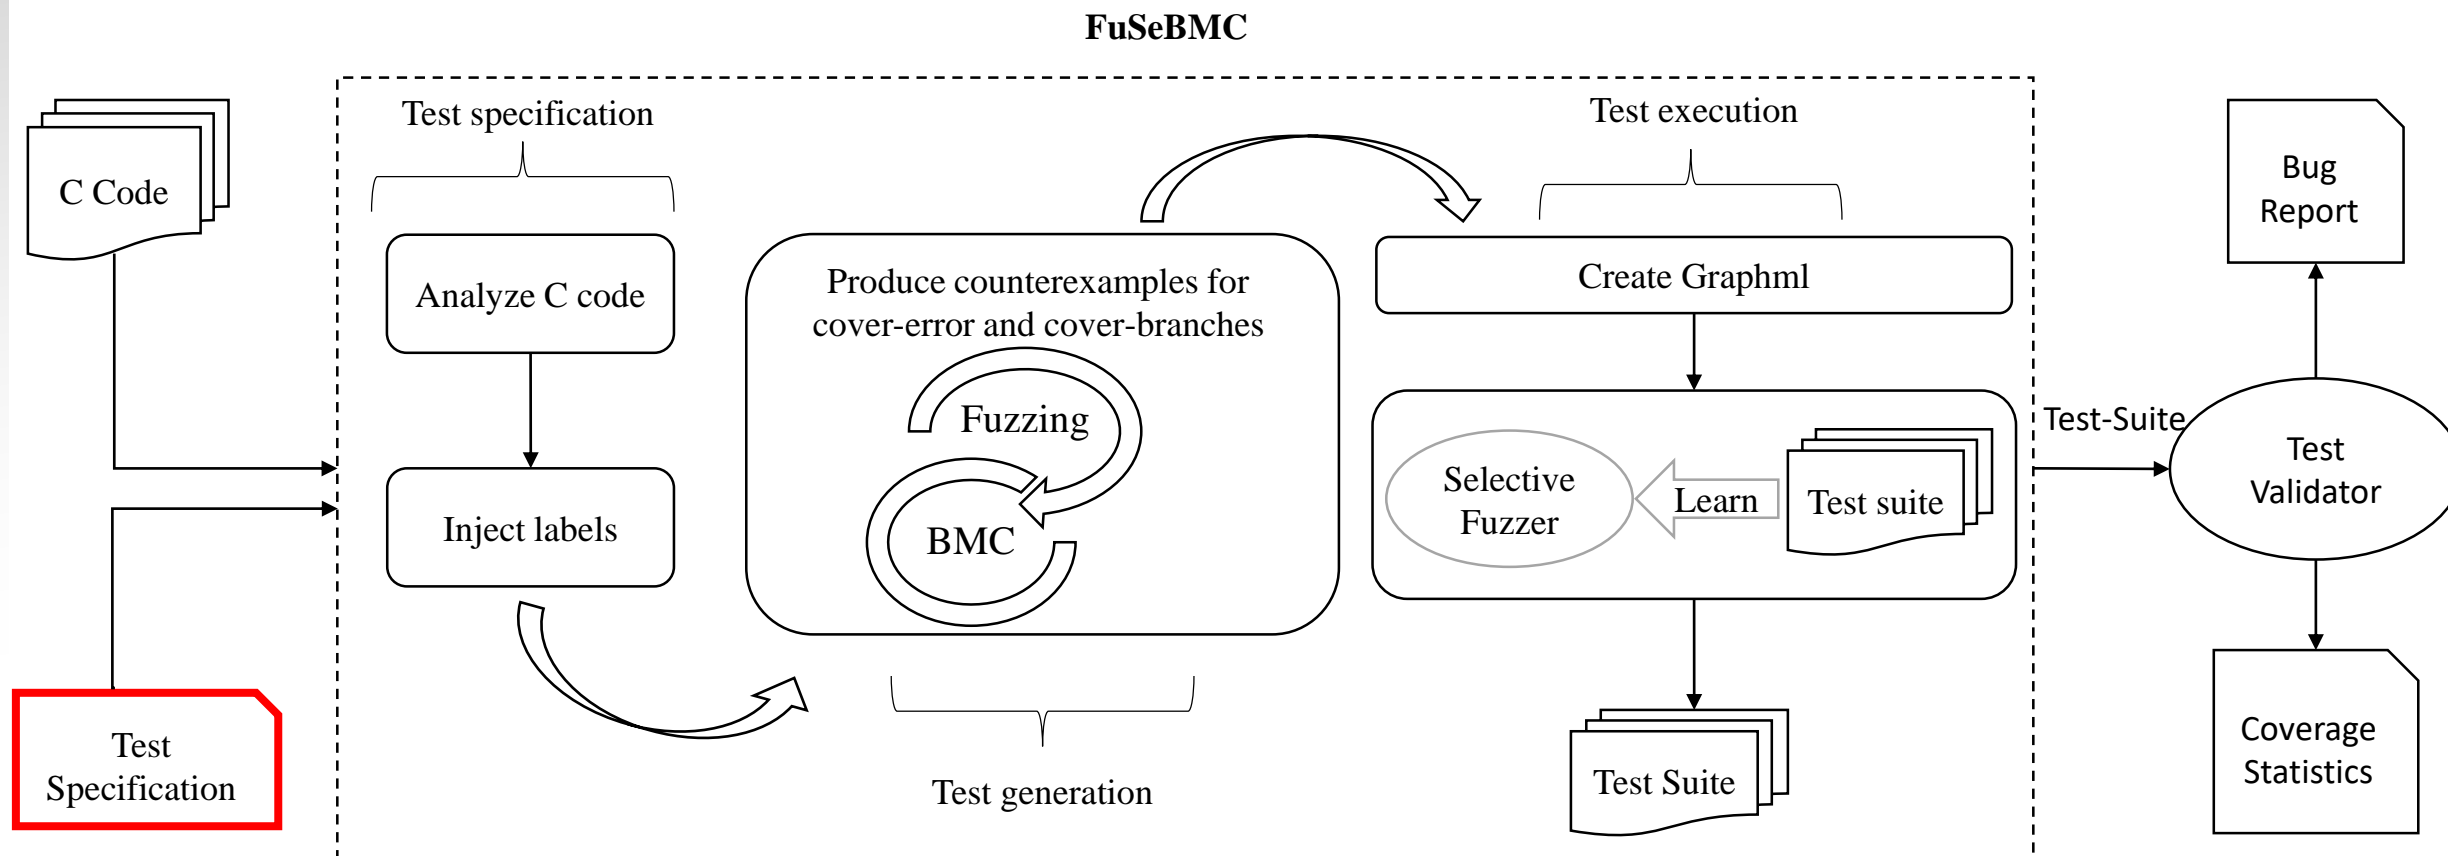 FuSeBMC
C Code
Test
Specification
Test specification
Analyze C code
Inject labels
Produce counterexamples for
cover-error and cover-branches
Fuzzing
BMC
Test generation
Test execution
Create Graphml
Selective
Fuzzer
Learn
Test suite
Test Suite
Test-Suite
Bug
Report
Test
Validator
Coverage
Statistics